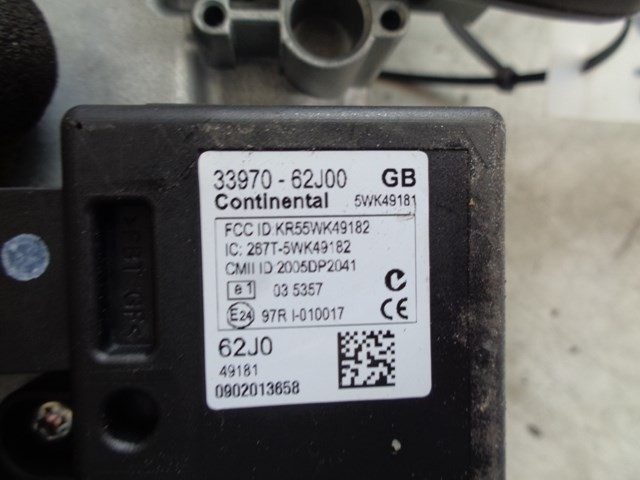 33970 - 62J00 GB
Continental 5WK49181
FCC ID:KR55WK49182
IC: 267T-5WK49182
CMII ID:2005DP2041
e1 03 5357
E24 97R I-010017 CE
62J0
49181
0902013658